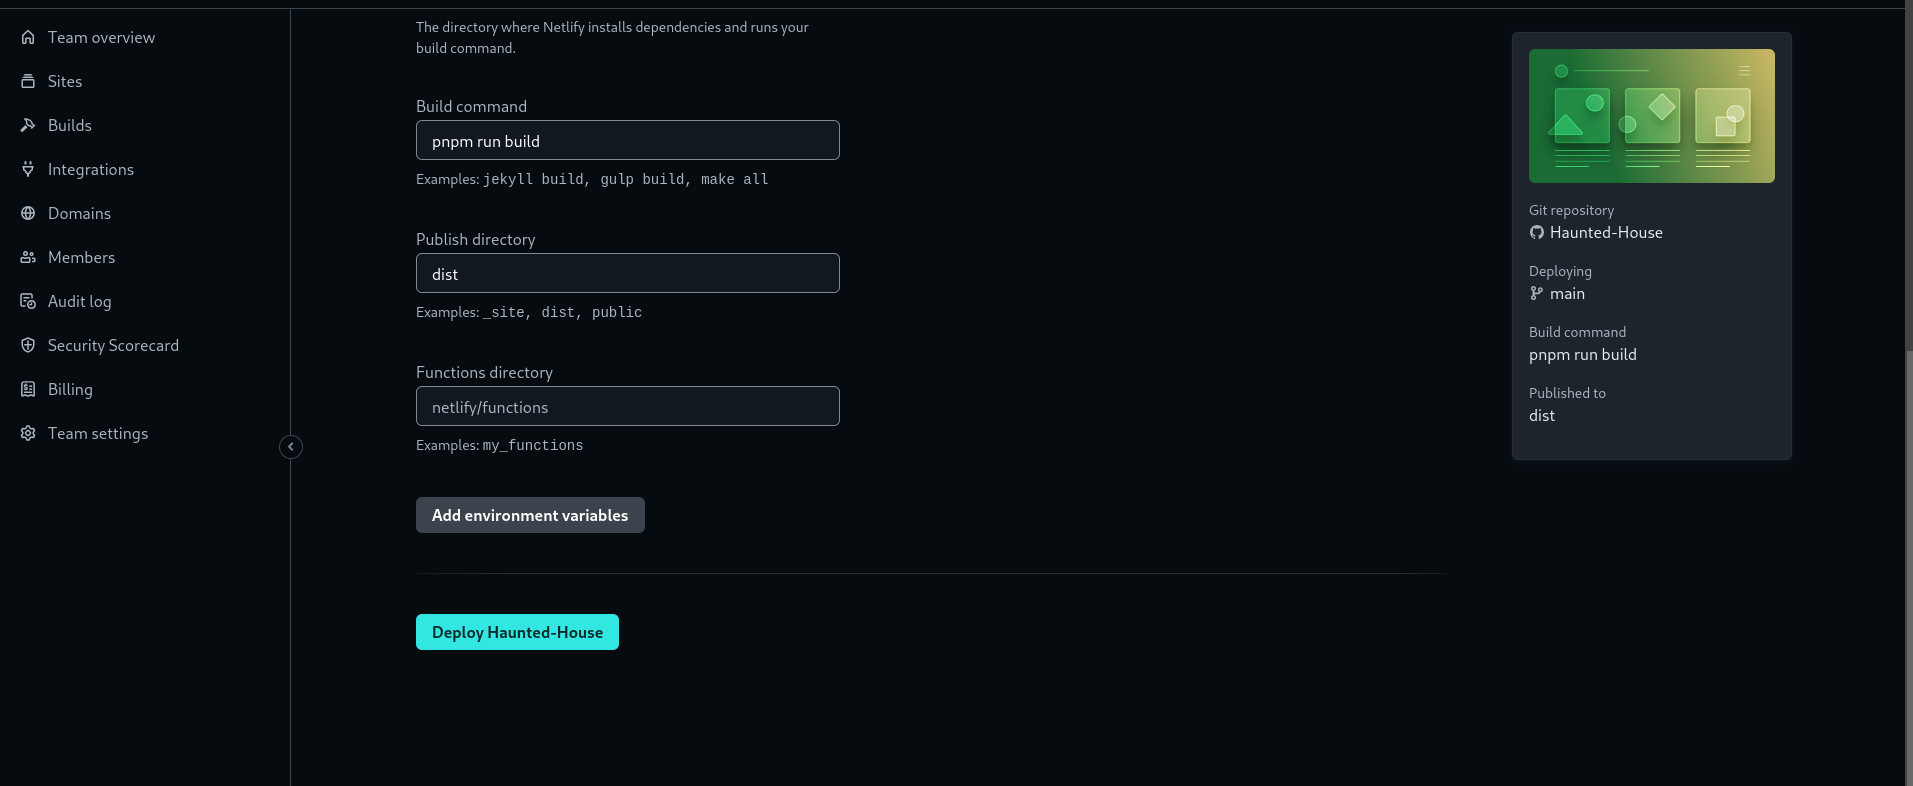 Team overview
Sites
Builds
Integrations
Domains
Members
Audit log
Security Scorecard
Billing
Team settings
The directory where Netlify installs dependencies and runs your
build command.
Build command
pnpm run build
Examples: jekyll build, gulp build, make all
Publish directory
dist
Examples: _site, dist, public
Functions directory
netlify/functions
Examples: my_functions
Add environment variables
Deploy Haunted-House
Git repository
Haunted-House
Deploying
main
Build command
pnpm run build
Published to
dist